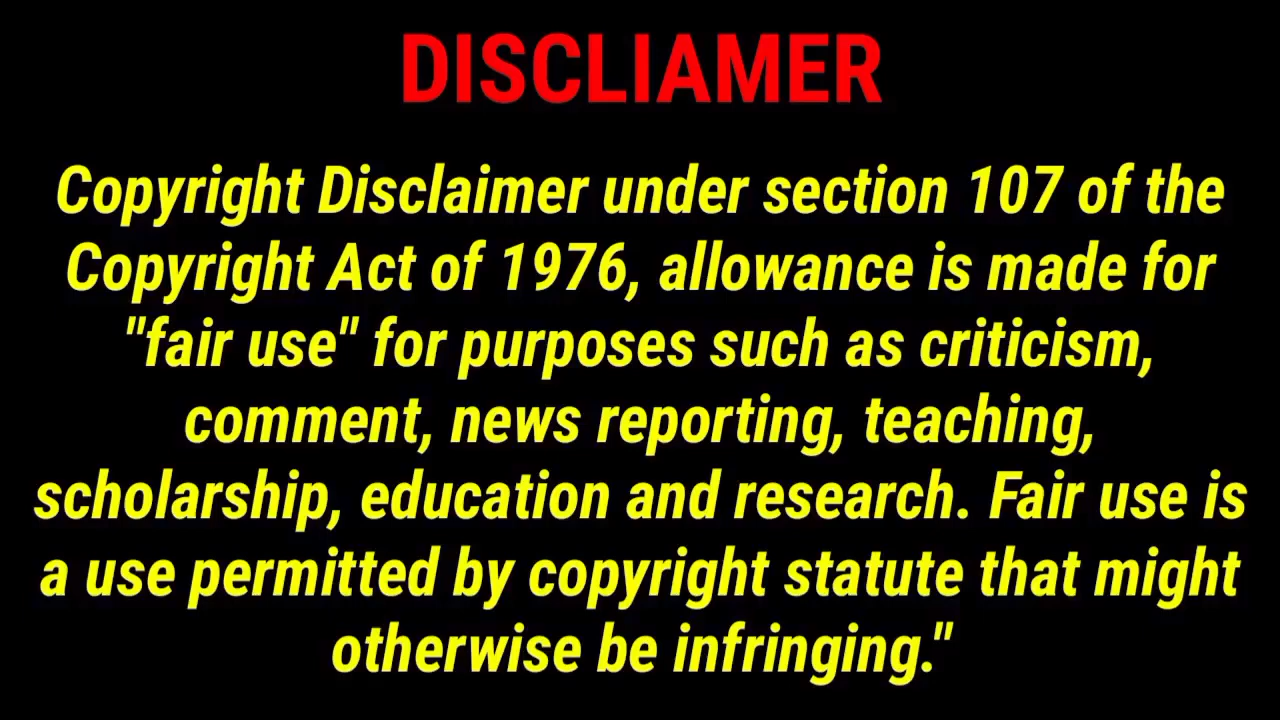 DISCLIAMER
Copyright Disclaimer under section 107 of the
Copyright Act of 1976, allowance is made for
"fair use" for purposes such as criticism,
comment, news reporting, teaching,
scholarship, education and research. Fair use is
a use permitted by copyright statute that might
otherwise be infringing."